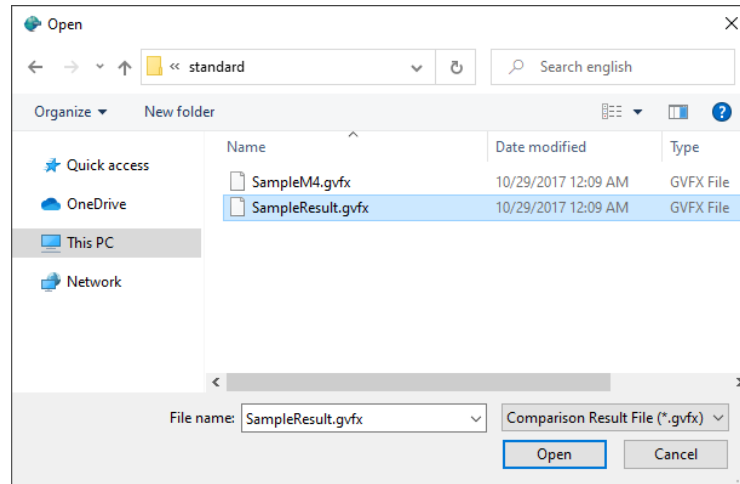 Open
« standard
Search english
Organize
New folder
Name
Date modified
Type
Quick access
SampleM4.gvfx
10/29/2017 12:09 AM
GVFX File
OneDrive
SampleResult.gvfx
10/29/2017 12:09 AM
GVFX File
This PC
Network
File name:
SampleResult.gvfx
Comparison Result File (*.gvfx)
Open
Cancel